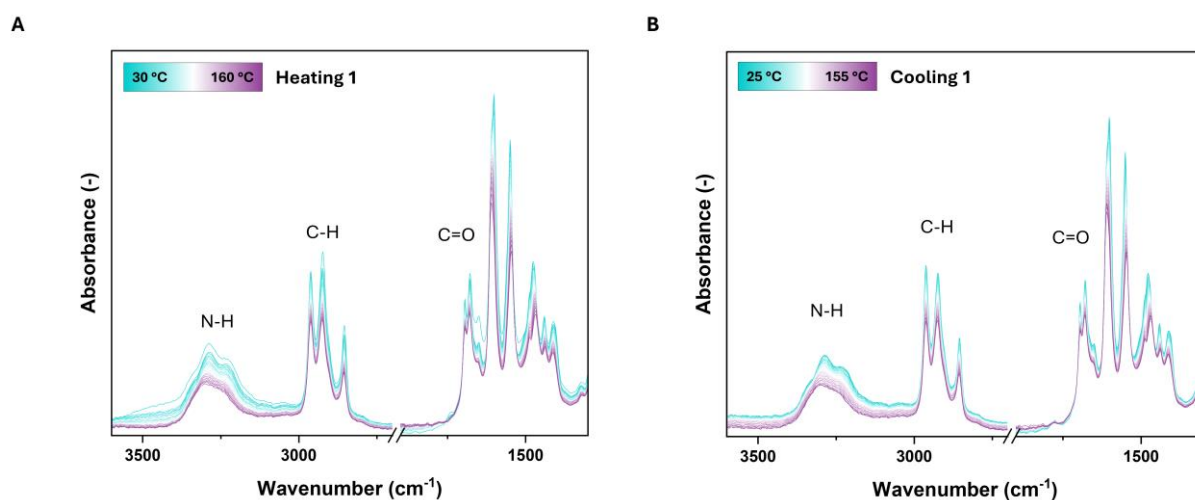 A
30 °C 160 °C Heating 1
Absorbance (-)
N-H
C-H
C=O
3500 3000 1500
Wavenumber (cm⁻¹)
B
25 °C 155 °C Cooling 1
Absorbance (-)
N-H
C-H
C=O
3500 3000 1500
Wavenumber (cm⁻¹)